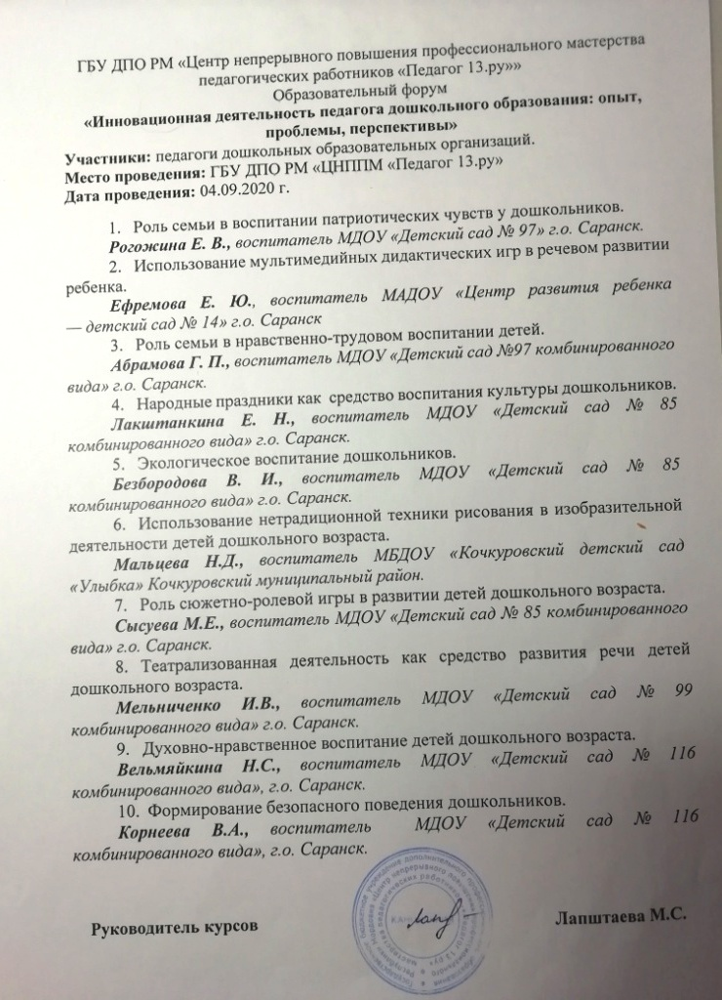 ГБУ ДПО РМ «Центр непрерывного повышения профессионального мастерства
педагогических работников «Педагог 13.ру»»
Образовательный форум
«Инновационная деятельность педагога дошкольного образования: опыт,
проблемы, перспективы»
Участники: педагоги дошкольных образовательных организаций.
Место проведения: ГБУ ДПО РМ «ЦНППМ «Педагог 13.ру»
Дата проведения: 04.09.2020 г.
1. Роль семьи в воспитании патриотических чувств у дошкольников.
Рогожина Е. В., воспитатель МДОУ «Детский сад № 97» г.о. Саранск.
2. Использование мультимедийных дидактических игр в речевом развитии
ребенка.
Ефремова Е. Ю., воспитатель МАДОУ «Центр развития ребенка
— детский сад № 14» г.о. Саранск
3. Роль семьи в нравственно-трудовом воспитании детей.
Абрамова Г. П., воспитатель МДОУ «Детский сад №97 комбинированного
вида» г.о. Саранск.
4. Народные праздники как средство воспитания культуры дошкольников.
Лакштанкина Е. Н., воспитатель МДОУ «Детский сад № 85
комбинированного вида» г.о. Саранск.
5. Экологическое воспитание дошкольников.
Безбородова В. И., воспитатель МДОУ «Детский сад № 85
комбинированного вида» г.о. Саранск.
6. Использование нетрадиционной техники рисования в изобразительной
деятельности детей дошкольного возраста.
Мальцева Н.Д., воспитатель МБДОУ «Кочкуровский детский сад
«Улыбка» Кочкуровский муниципальный район.
7. Роль сюжетно-ролевой игры в развитии детей дошкольного возраста.
Сысуева М.Е., воспитатель МДОУ «Детский сад № 85 комбинированного
вида» г.о. Саранск.
8. Театрализованная деятельность как средство развития речи детей
дошкольного возраста.
Мельниченко И.В., воспитатель МДОУ «Детский сад № 99
комбинированного вида» г.о. Саранск.
9. Духовно-нравственное воспитание детей дошкольного возраста.
Вельмяйкина Н.С., воспитатель МДОУ «Детский сад № 116
комбинированного вида», г.о. Саранск.
10. Формирование безопасного поведения дошкольников.
Корнеева В.А., воспитатель МДОУ «Детский сад № 116
комбинированного вида», г.о. Саранск.
Руководитель курсов Лапштаева М.С.